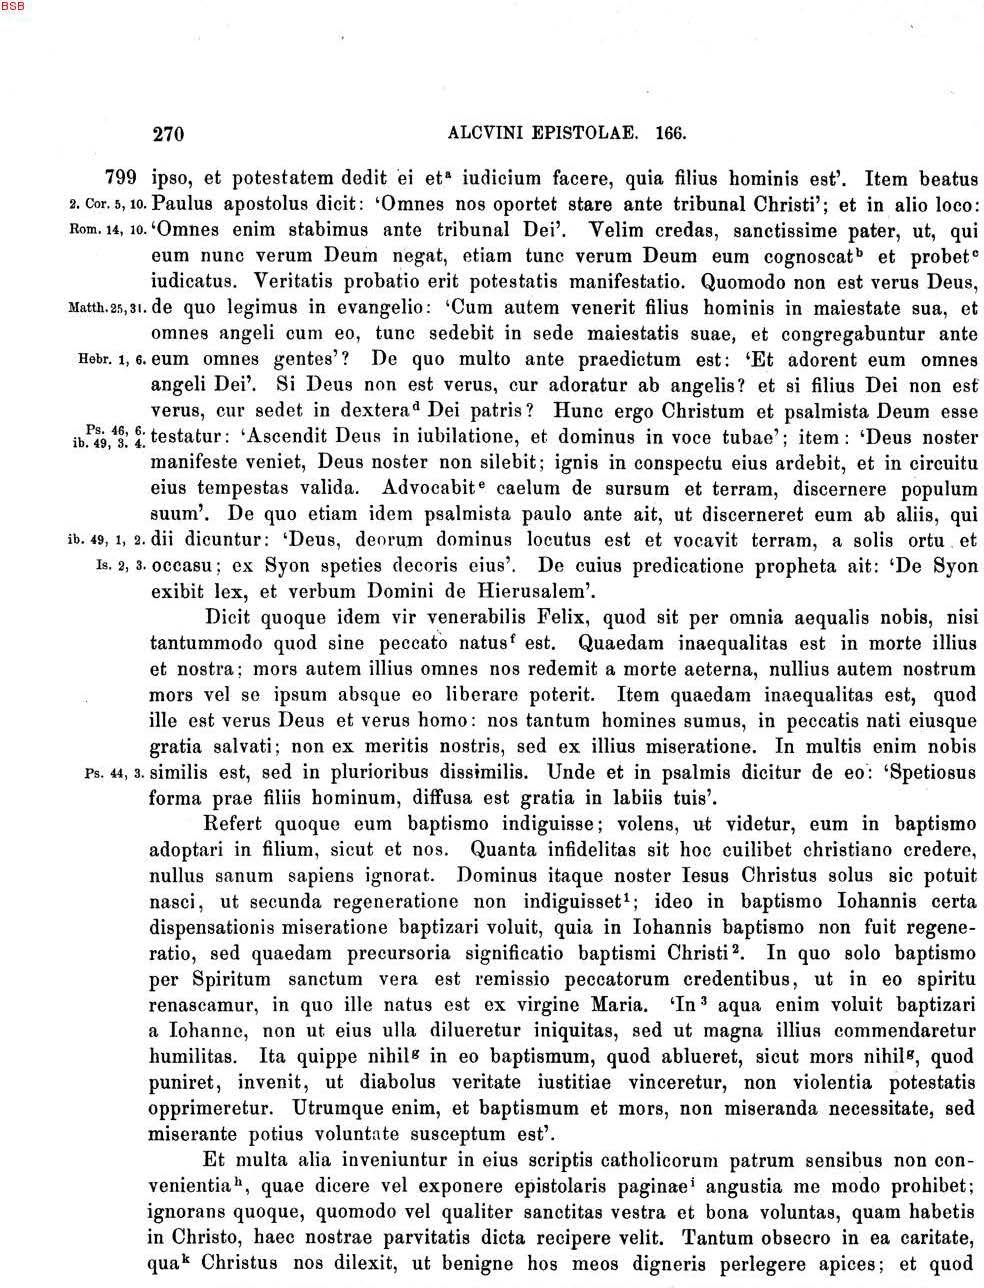 BSB
270 ALCVINI EPISTOLAE. 166.
799 ipso, et potestatem dedit ei etᵃ iudicium facere, quia filius hominis est’. Item beatus
2. Cor. 5, 10. Paulus apostolus dicit: ‘Omnes nos oportet stare ante tribunal Christi’; et in alio loco:
Rom. 14, 10. ‘Omnes enim stabimus ante tribunal Dei’. Velim credas, sanctissime pater, ut, qui
eum nunc verum Deum negat, etiam tunc verum Deum eum cognoscatᵇ et probetᶜ
iudicatus. Veritatis probatio erit potestatis manifestatio. Quomodo non est verus Deus,
Matth. 25, 31. de quo legimus in evangelio: ‘Cum autem venerit filius hominis in maiestate sua, et
omnes angeli cum eo, tunc sedebit in sede maiestatis suae, et congregabuntur ante
Hebr. 1, 6. eum omnes gentes’? De quo multo ante praedictum est: ‘Et adorent eum omnes
angeli Dei’. Si Deus non est verus, cur adoratur ab angelis? et si filius Dei non est
verus, cur sedet in dexteraᵈ Dei patris? Hunc ergo Christum et psalmista Deum esse
Ps. 46, 6. ib. 49, 3. 4. testatur: ‘Ascendit Deus in iubilatione, et dominus in voce tubae’; item: ‘Deus noster
manifeste veniet, Deus noster non silebit; ignis in conspectu eius ardebit, et in circuitu
eius tempestas valida. Advocabitᵉ caelum de sursum et terram, discernere populum
suum’. De quo etiam idem psalmista paulo ante ait, ut discerneret eum ab aliis, qui
ib. 49, 1, 2. dii dicuntur: ‘Deus, deorum dominus locutus est et vocavit terram, a solis ortu et
Is. 2, 3. occasu; ex Syon speties decoris eius’. De cuius predicatione propheta ait: ‘De Syon
exibit lex, et verbum Domini de Hierusalem’.
Dicit quoque idem vir venerabilis Felix, quod sit per omnia aequalis nobis, nisi
tantummodo quod sine peccato natusᶠ est. Quaedam inaequalitas est in morte illius
et nostra; mors autem illius omnes nos redemit a morte aeterna, nullius autem nostrum
mors vel se ipsum absque eo liberare poterit. Item quaedam inaequalitas est, quod
ille est verus Deus et verus homo: nos tantum homines sumus, in peccatis nati eiusque
gratia salvati; non ex meritis nostris, sed ex illius miseratione. In multis enim nobis
Ps. 44, 3. similis est, sed in plurioribus dissimilis. Unde et in psalmis dicitur de eo: ‘Spetiosus
forma prae filiis hominum, diffusa est gratia in labiis tuis’.
Refert quoque eum baptismo indiguisse; volens, ut videtur, eum in baptismo
adoptari in filium, sicut et nos. Quanta infidelitas sit hoc cuilibet christiano credere,
nullus sanum sapiens ignorat. Dominus itaque noster Iesus Christus solus sic potuit
nasci, ut secunda regeneratione non indiguisset¹; ideo in baptismo Iohannis certa
dispensationis miseratione baptizari voluit, quia in Iohannis baptismo non fuit regene-
ratio, sed quaedam precursoria significatio baptismi Christi². In quo solo baptismo
per Spiritum sanctum vera est remissio peccatorum credentibus, ut in eo spiritu
renascamur, in quo ille natus est ex virgine Maria. ‘In³ aqua enim voluit baptizari
a Iohanne, non ut eius ulla dilueretur iniquitas, sed ut magna illius commendaretur
humilitas. Ita quippe nihilᵍ in eo baptismum, quod ablueret, sicut mors nihilᵍ, quod
puniret, invenit, ut diabolus veritate iustitiae vinceretur, non violentia potestatis
opprimeretur. Utrumque enim, et baptismum et mors, non miseranda necessitate, sed
miserante potius voluntate susceptum est’.
Et multa alia inveniuntur in eius scriptis catholicorum patrum sensibus non con-
venientiaʰ, quae dicere vel exponere epistolaris paginaeⁱ angustia me modo prohibet;
ignorans quoque, quomodo vel qualiter sanctitas vestra et bona voluntas, quam habetis
in Christo, haec nostrae parvitatis dicta recipere velit. Tantum obsecro in ea caritate,
quaᵏ Christus nos dilexit, ut benigne hos meos digneris perlegere apices; et quod